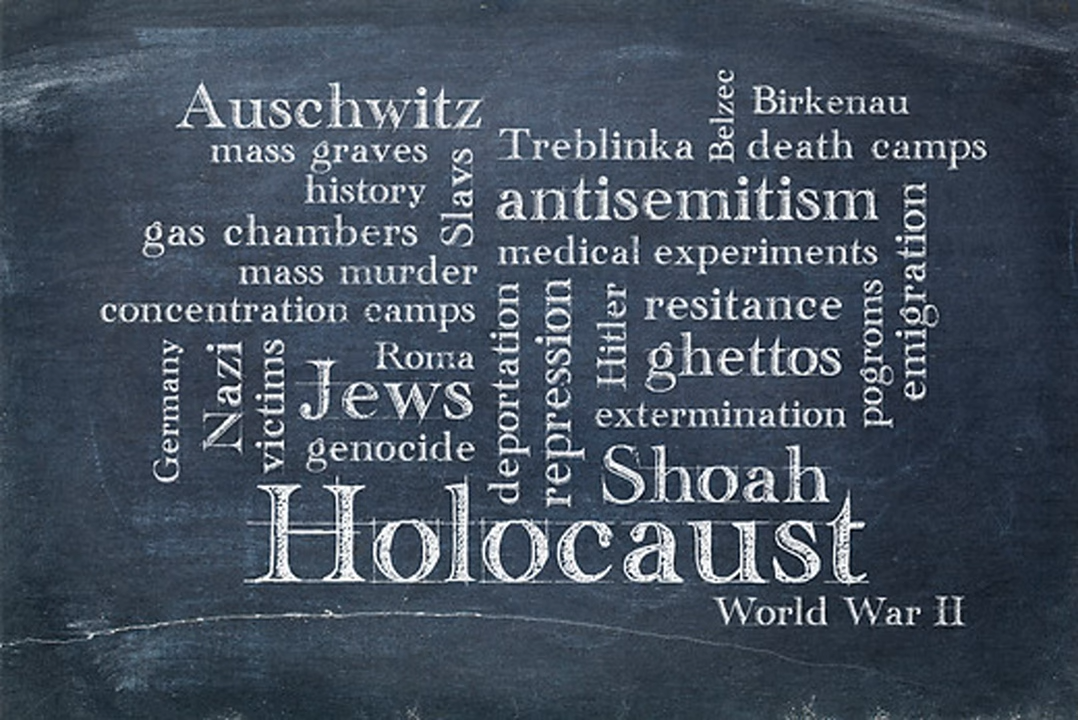 Auschwitz
Belzec
Birkenau
mass graves
Treblinka
death camps
history
Slavs
antisemitism
gas chambers
medical experiments
emigration
mass murder
concentration camps
deportation
repression
Hitler
resitance
pogroms
Germany
Nazi
victims
Roma
Jews
ghettos
genocide
extermination
Shoah
Holocaust
World War II